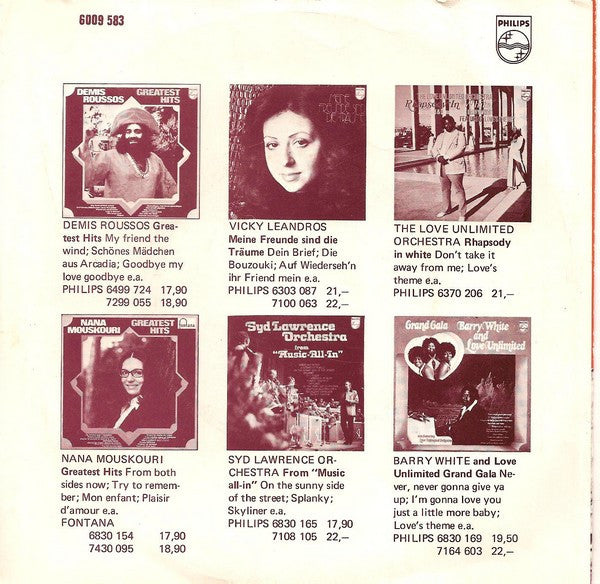 6009 583
PHILIPS
DEMIS ROUSSOS GREATEST HITS
MEINE FREUNDE SIND DIE TRÄUME
DEMIS ROUSSOS Grea-
test Hits My friend the
wind; Schönes Mädchen
aus Arcadia; Goodbye my
love goodbye e.a.
PHILIPS 6499 724 17,90
7299 055 18,90
VICKY LEANDROS
Meine Freunde sind die
Träume Dein Brief; Die
Bouzouki; Auf Wiederseh'n
ihr Freund mein e.a.
PHILIPS 6303 087 21,—
7100 063 22,—
THE LOVE UNLIMITED
ORCHESTRA Rhapsody
in white Don't take it
away from me; Love's
theme e.a.
PHILIPS 6370 206 21,—
NANA MOUSKOURI GREATEST HITS
fontana
Syd Lawrence
Orchestra
from
"Music-All-In"
Grand Gala
Barry White
and
Love Unlimited
NANA MOUSKOURI
Greatest Hits From both
sides now; Try to remem-
ber; Mon enfant; Plaisir
d'amour e.a.
FONTANA
6830 154 17,90
7430 095 18,90
SYD LAWRENCE OR-
CHESTRA From "Music
all-in" On the sunny side
of the street; Splanky;
Skyliner e.a.
PHILIPS 6830 165 17,90
7108 105 22,—
BARRY WHITE and Love
Unlimited Grand Gala Ne-
ver, never gonna give ya
up; I'm gonna love you
just a little more baby;
Love's theme e.a.
PHILIPS 6830 169 19,50
7164 603 22,—